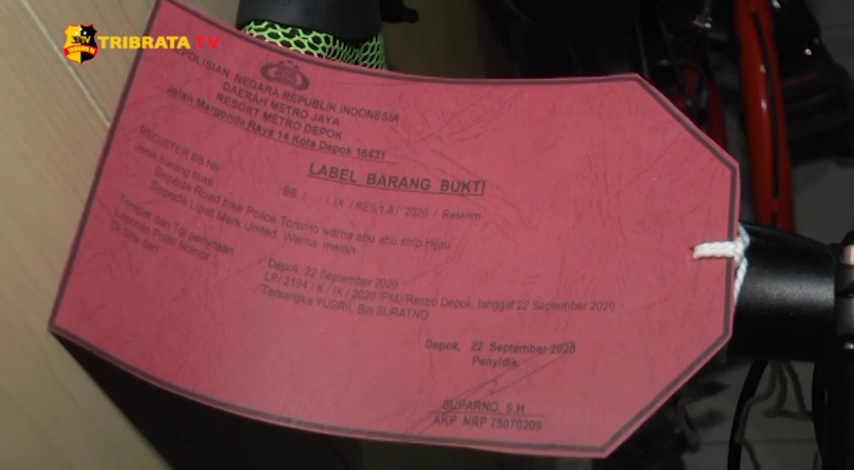 TRIBRATA TV
KEPOLISIAN NEGARA REPUBLIK INDONESIA
DAERAH METRO JAYA
RESORT METRO DEPOK
Jalan Margonda Raya 14 Kota Depok 16431
LABEL BARANG BUKTI
REGISTER BB No
BB / / IX / RES.1.8 / 2020 / Reskrim
Jenis barang bukti
Sepeda Road bike Police Toronto warna abu abu strip Hijau
Sepeda Lipat Merk United, Warna merah
Tempat dan Tgl penyitaan
: Depok, 22 September 2020
Laporan Polisi Nomor
: LP/ 2194 / K / IX / 2020 /PMJ/Restro Depok, tanggal 22 September 2020
Di Sita dari
: Tersangka YUSRIL Bin SURATNO
Depok, 22 September 2020
Penyidik
SUPARNO, S.H
AKP NRP 75070209